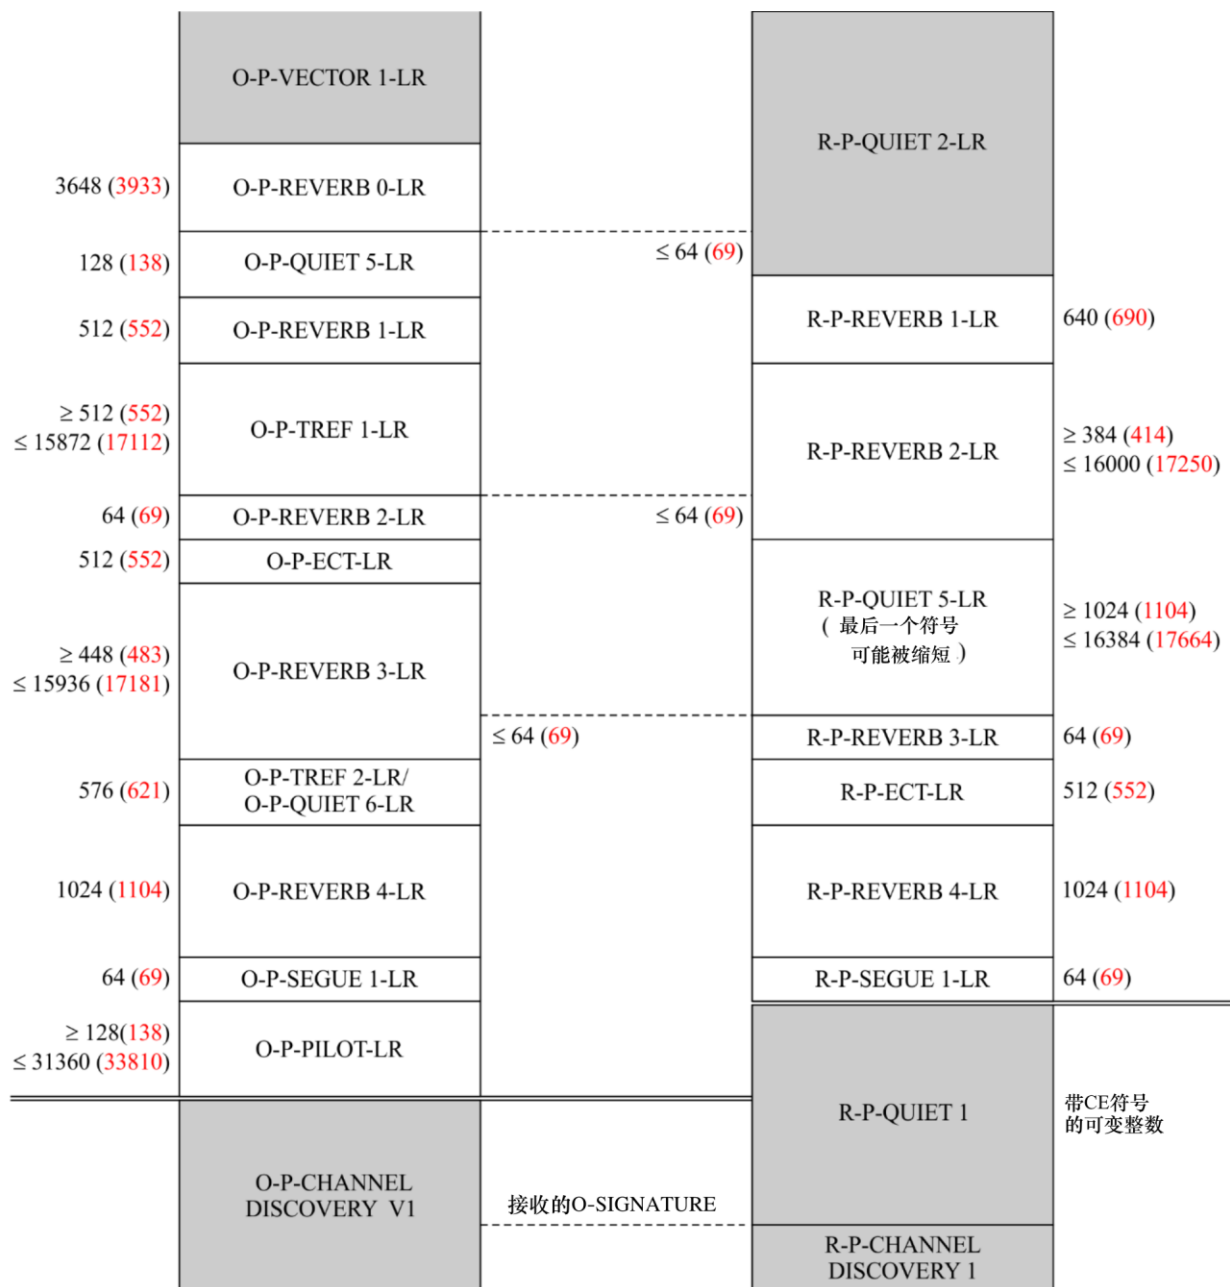 O-P-VECTOR 1-LR
R-P-QUIET 2-LR
3648 (3933)
O-P-REVERB 0-LR
128 (138)
O-P-QUIET 5-LR
≤ 64 (69)
512 (552)
O-P-REVERB 1-LR
R-P-REVERB 1-LR
640 (690)
≥ 512 (552)
≤ 15872 (17112)
O-P-TREF 1-LR
R-P-REVERB 2-LR
≥ 384 (414)
≤ 16000 (17250)
64 (69)
O-P-REVERB 2-LR
≤ 64 (69)
512 (552)
O-P-ECT-LR
R-P-QUIET 5-LR
( 最后一个符号
可能被缩短 )
≥ 1024 (1104)
≤ 16384 (17664)
≥ 448 (483)
≤ 15936 (17181)
O-P-REVERB 3-LR
≤ 64 (69)
R-P-REVERB 3-LR
64 (69)
576 (621)
O-P-TREF 2-LR/
O-P-QUIET 6-LR
R-P-ECT-LR
512 (552)
1024 (1104)
O-P-REVERB 4-LR
R-P-REVERB 4-LR
1024 (1104)
64 (69)
O-P-SEGUE 1-LR
R-P-SEGUE 1-LR
64 (69)
≥ 128(138)
≤ 31360 (33810)
O-P-PILOT-LR
R-P-QUIET 1
带CE符号
的可变整数
O-P-CHANNEL
DISCOVERY V1
接收的O-SIGNATURE
R-P-CHANNEL
DISCOVERY 1